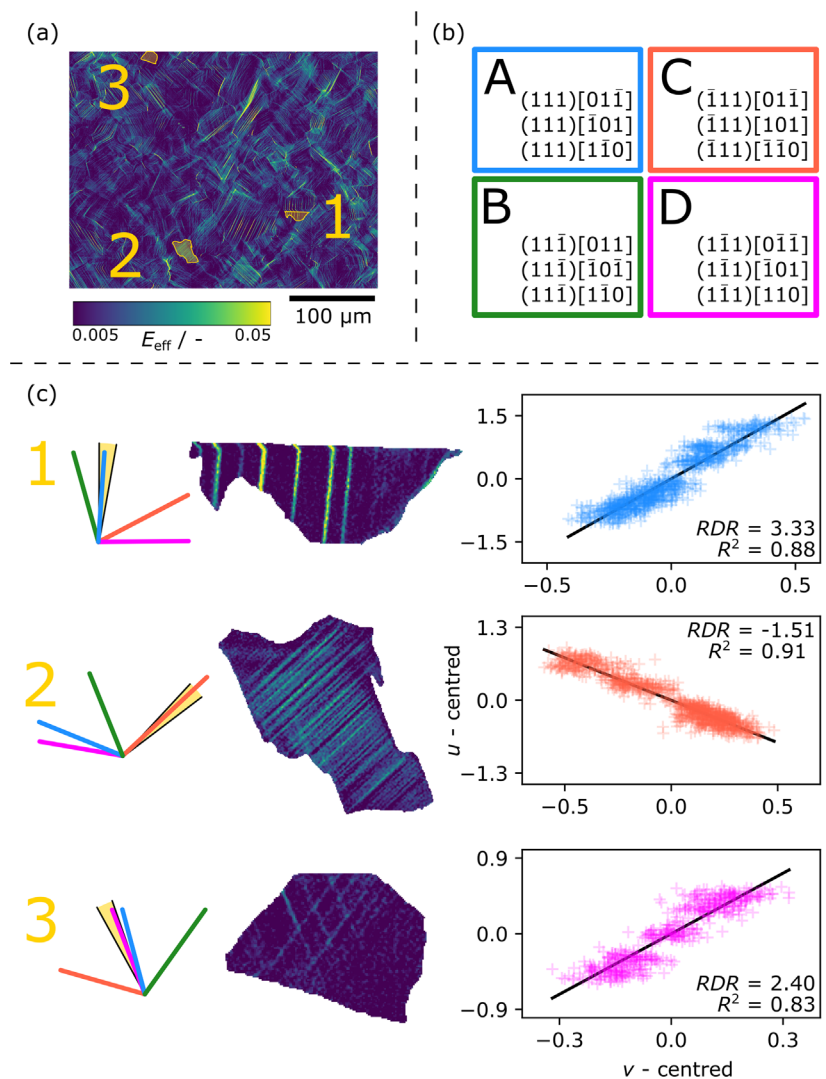 (a)
3
1
2
0.005 0.05
E_eff / -
100 µm
(b)
A
(111)[01̄1̄]
(111)[1̄01]
(111)[11̄0]
C
(1̄11)[011̄]
(1̄11)[101]
(1̄11)[1̄1̄0]
B
(111̄)[011]
(111̄)[1̄01̄]
(111̄)[11̄0]
D
(11̄1)[01̄1̄]
(11̄1)[1̄01]
(11̄1)[110]
(c)
1
1.5
0.0
−1.5
RDR = 3.33
R² = 0.88
−0.5 0.0 0.5
2
u - centred
1.3
0.0
−1.3
RDR = -1.51
R² = 0.91
−0.5 0.0 0.5
3
0.9
0.0
−0.9
RDR = 2.40
R² = 0.83
−0.3 0.0 0.3
v - centred